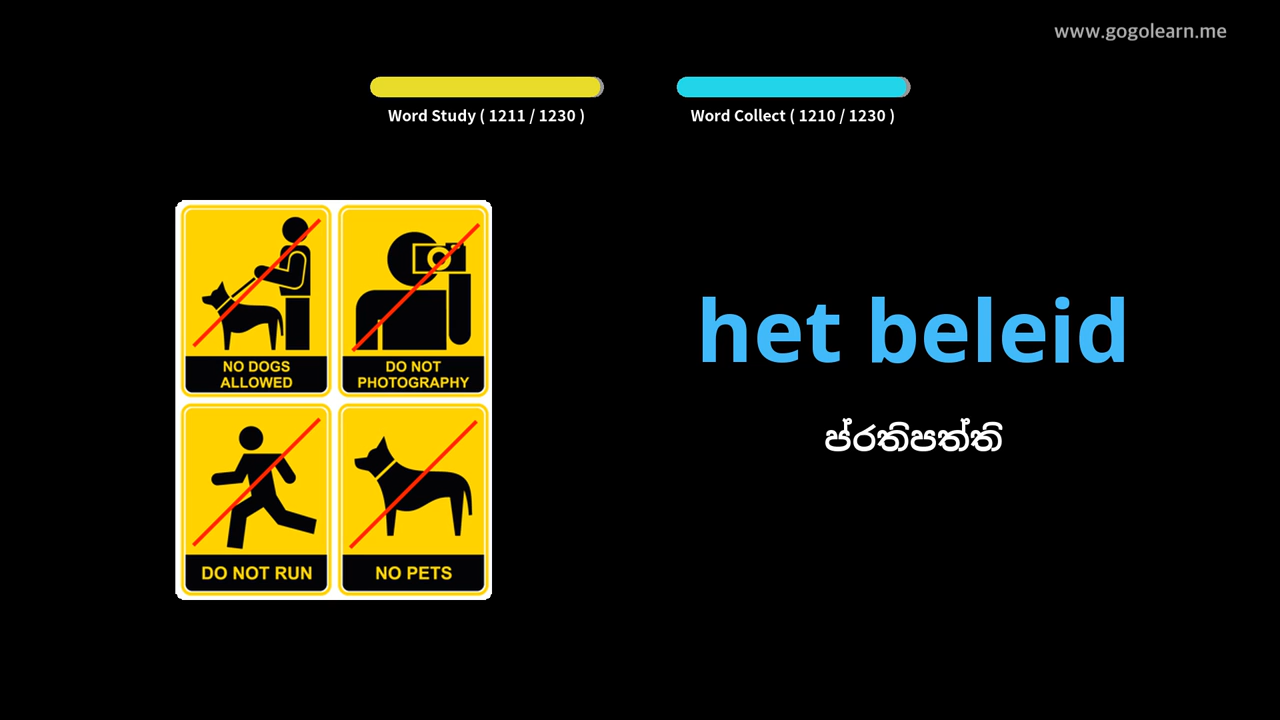 www.gogolearn.me
Word Study ( 1211 / 1230 )
Word Collect ( 1210 / 1230 )
NO DOGS
ALLOWED
DO NOT
PHOTOGRAPHY
DO NOT RUN
NO PETS
het beleid
ප්රතිපත්ති